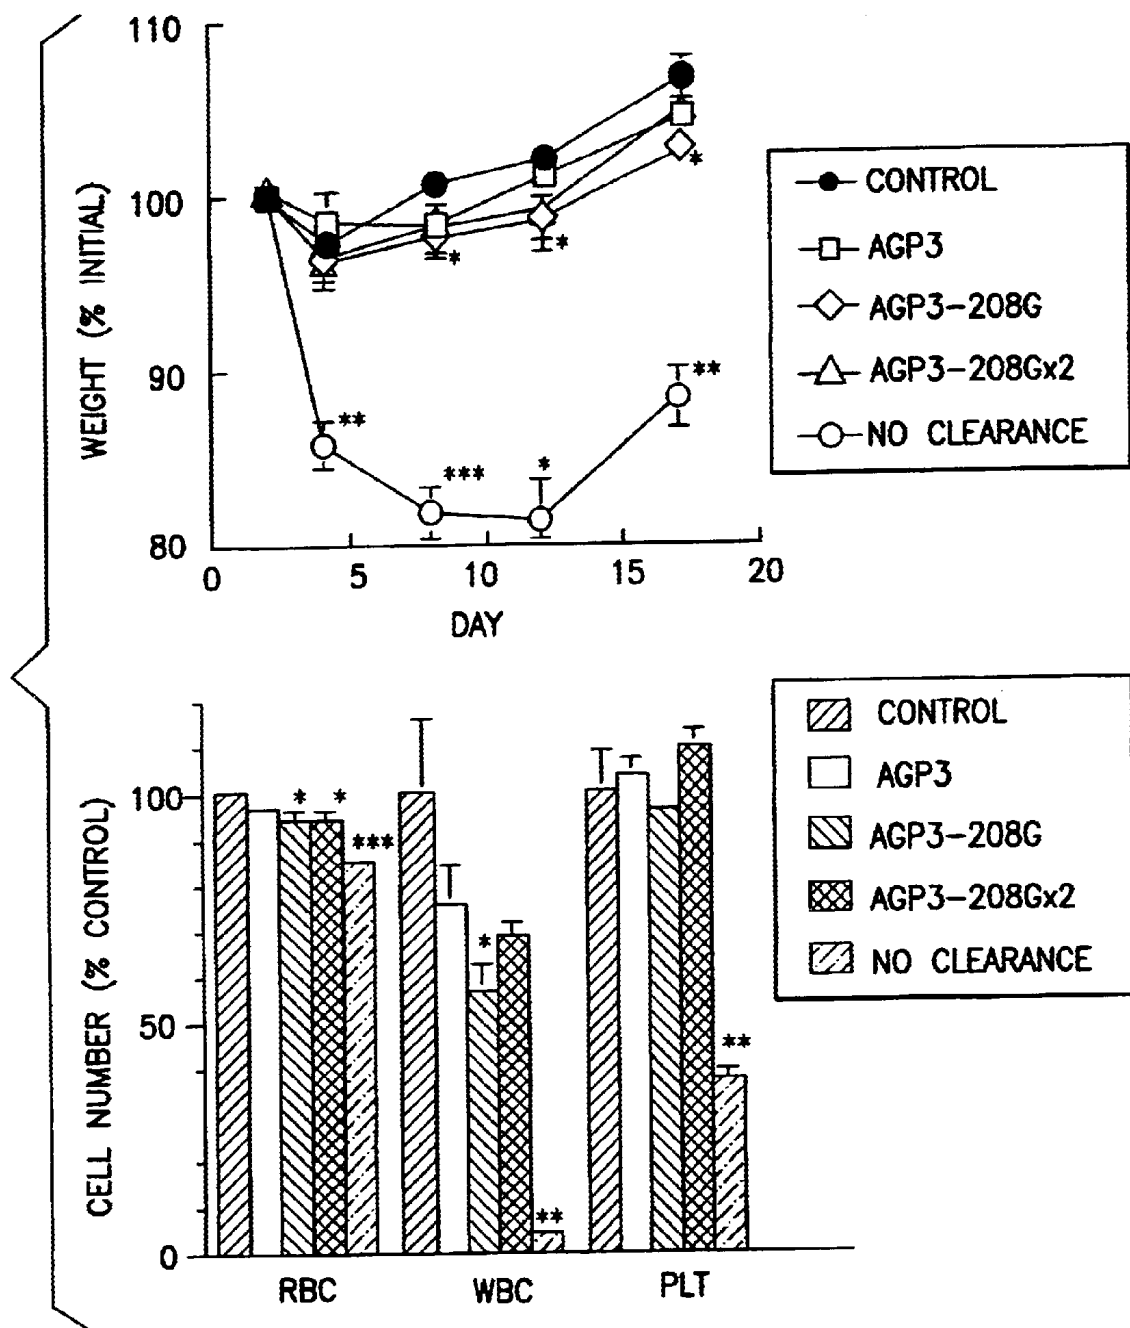 110
100
90
80
WEIGHT (% INITIAL)
0
5
10
15
20
DAY
*
*
*
**
***
*
**
CONTROL
AGP3
AGP3-208G
AGP3-208Gx2
NO CLEARANCE
100
50
0
CELL NUMBER (% CONTROL)
*
*
***
*
**
**
RBC
WBC
PLT
CONTROL
AGP3
AGP3-208G
AGP3-208Gx2
NO CLEARANCE